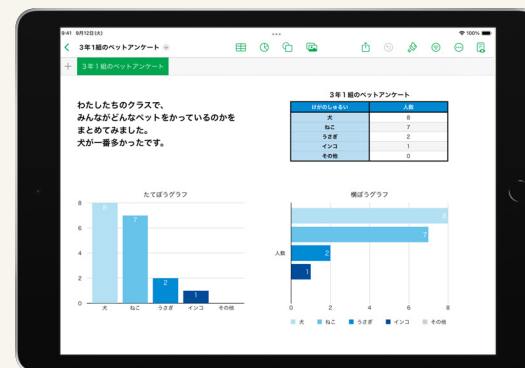 9:41 9月12日(火)
100%
3年1組のペットアンケート
3年1組のペットアンケート
わたしたちのクラスで、
みんながどんなペットをかっているのかを
まとめてみました。
犬が一番多かったです。
3年1組のペットアンケート
けがのしゅるい 人数
犬 8
ねこ 7
うさぎ 2
インコ 1
その他 0
たてぼうグラフ
8
6
4
2
0
8
7
2
1
犬 ねこ うさぎ インコ その他
横ぼうグラフ
人数
8
7
2
1
0 2 4 6 8
犬 ねこ うさぎ インコ その他